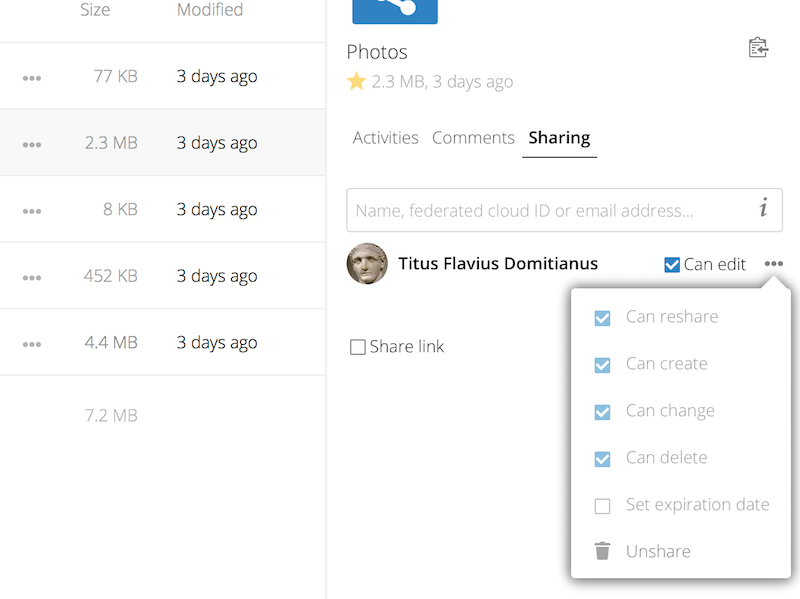 Size Modified
77 KB 3 days ago
2.3 MB 3 days ago
8 KB 3 days ago
452 KB 3 days ago
4.4 MB 3 days ago
7.2 MB
Photos
2.3 MB, 3 days ago
Activities Comments Sharing
Name, federated cloud ID or email address...
Titus Flavius Domitianus Can edit
Share link
Can reshare
Can create
Can change
Can delete
Set expiration date
Unshare